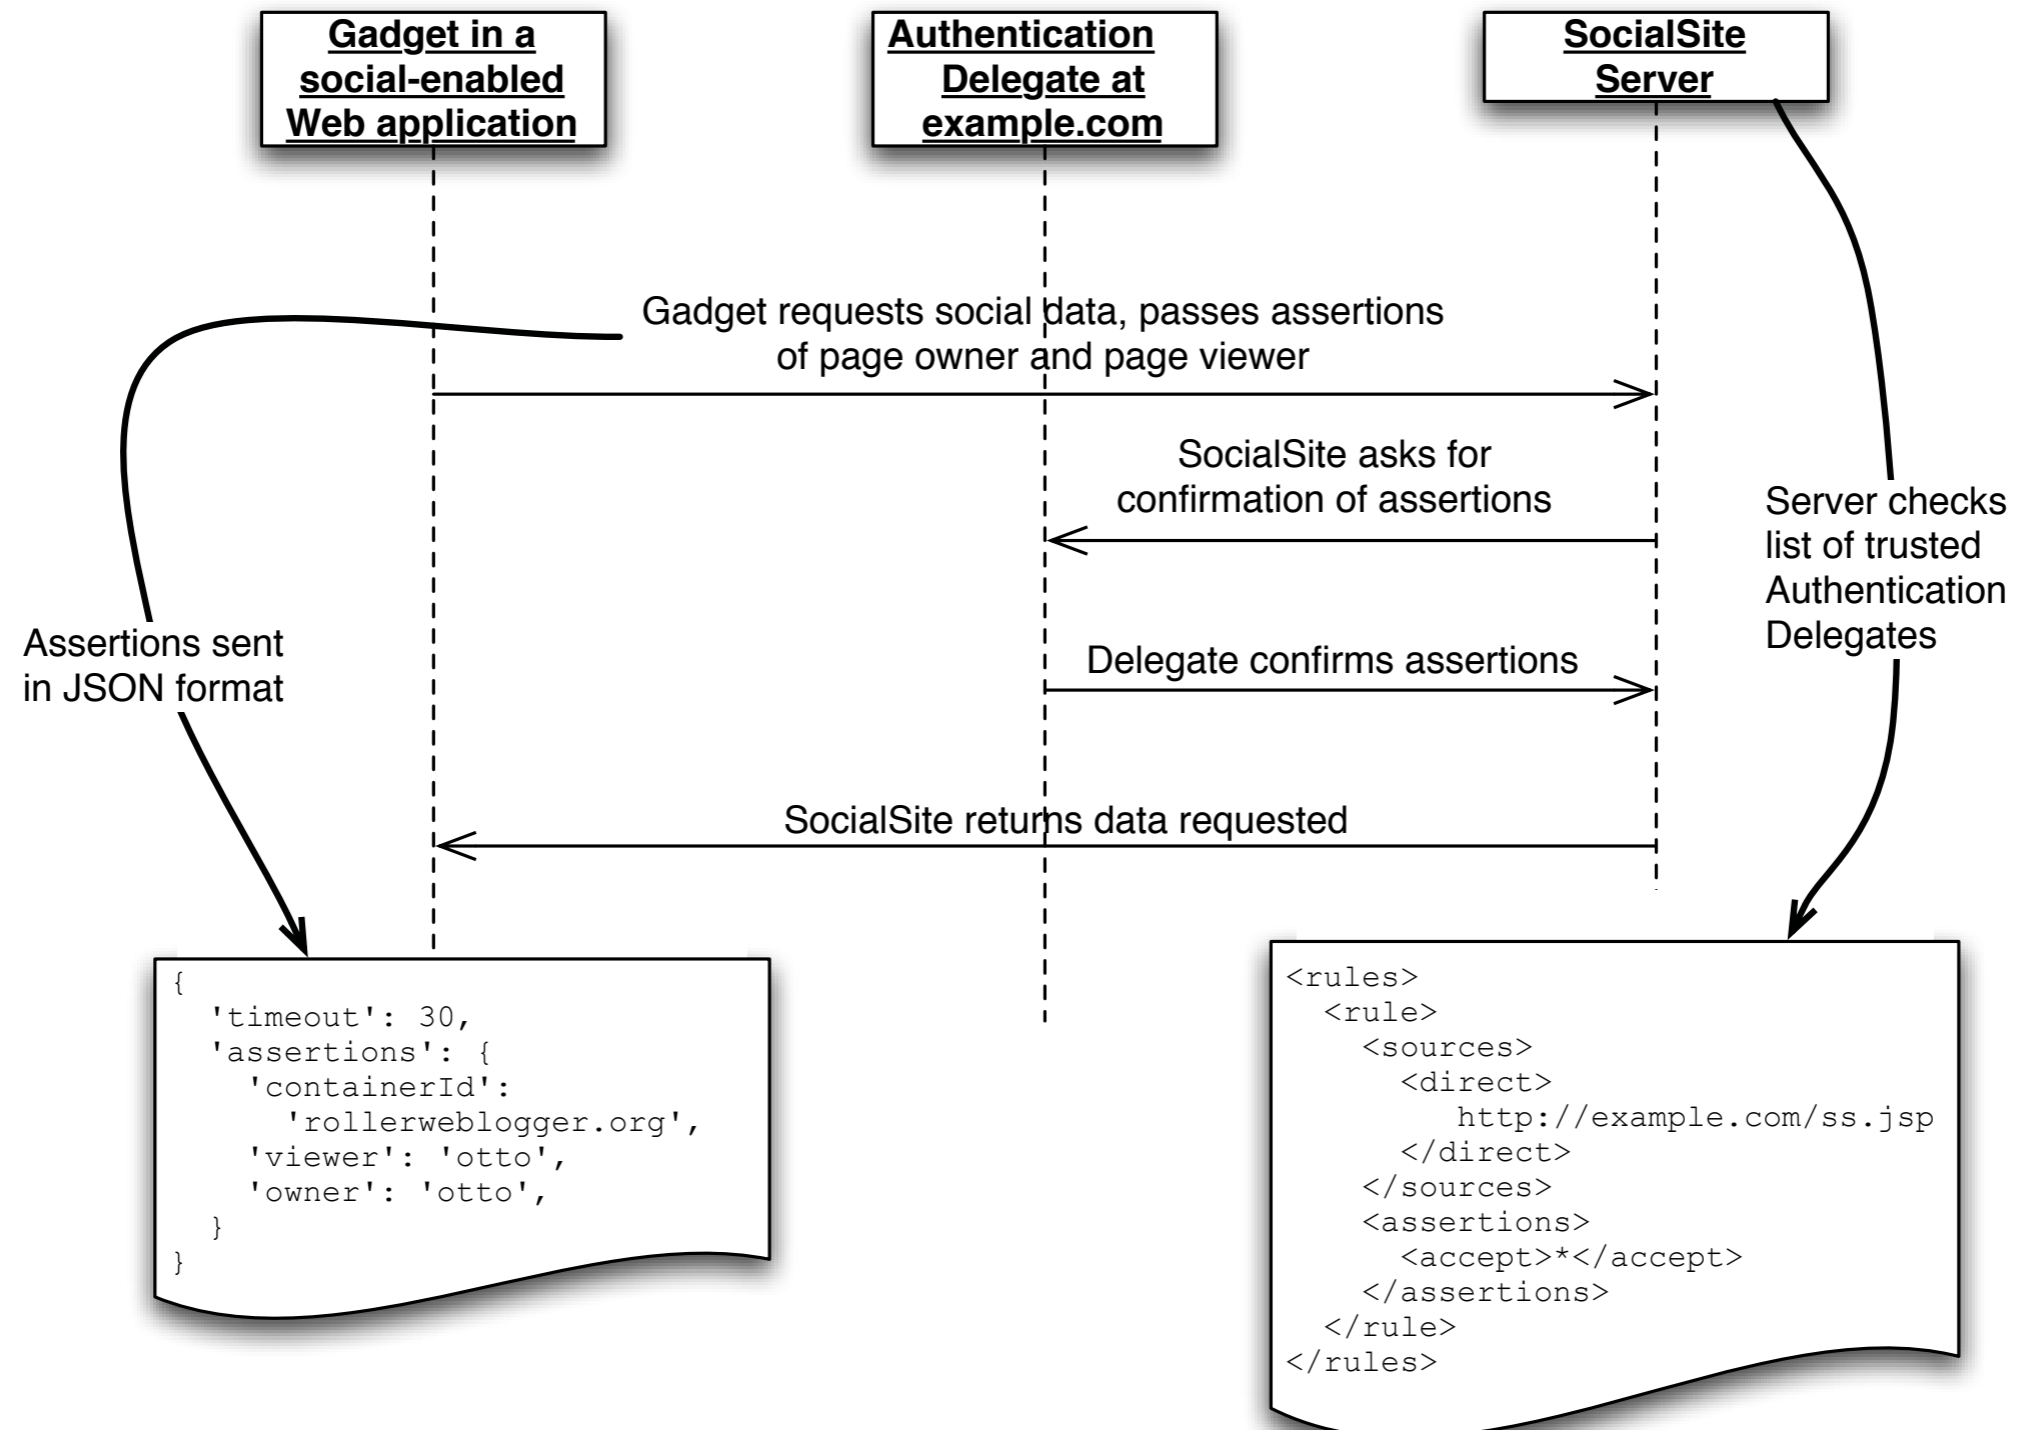 Gadget in a
social-enabled
Web application
Authentication
Delegate at
example.com
SocialSite
Server
Gadget requests social data, passes assertions
of page owner and page viewer
SocialSite asks for
confirmation of assertions
Server checks
list of trusted
Authentication
Delegates
Assertions sent
in JSON format
Delegate confirms assertions
SocialSite returns data requested
{
  'timeout': 30,
  'assertions': {
    'containerId':
      'rollerweblogger.org',
    'viewer': 'otto',
    'owner': 'otto',
  }
}
<rules>
  <rule>
    <sources>
      <direct>
         http://example.com/ss.jsp
      </direct>
    </sources>
    <assertions>
      <accept>*</accept>
    </assertions>
  </rule>
</rules>